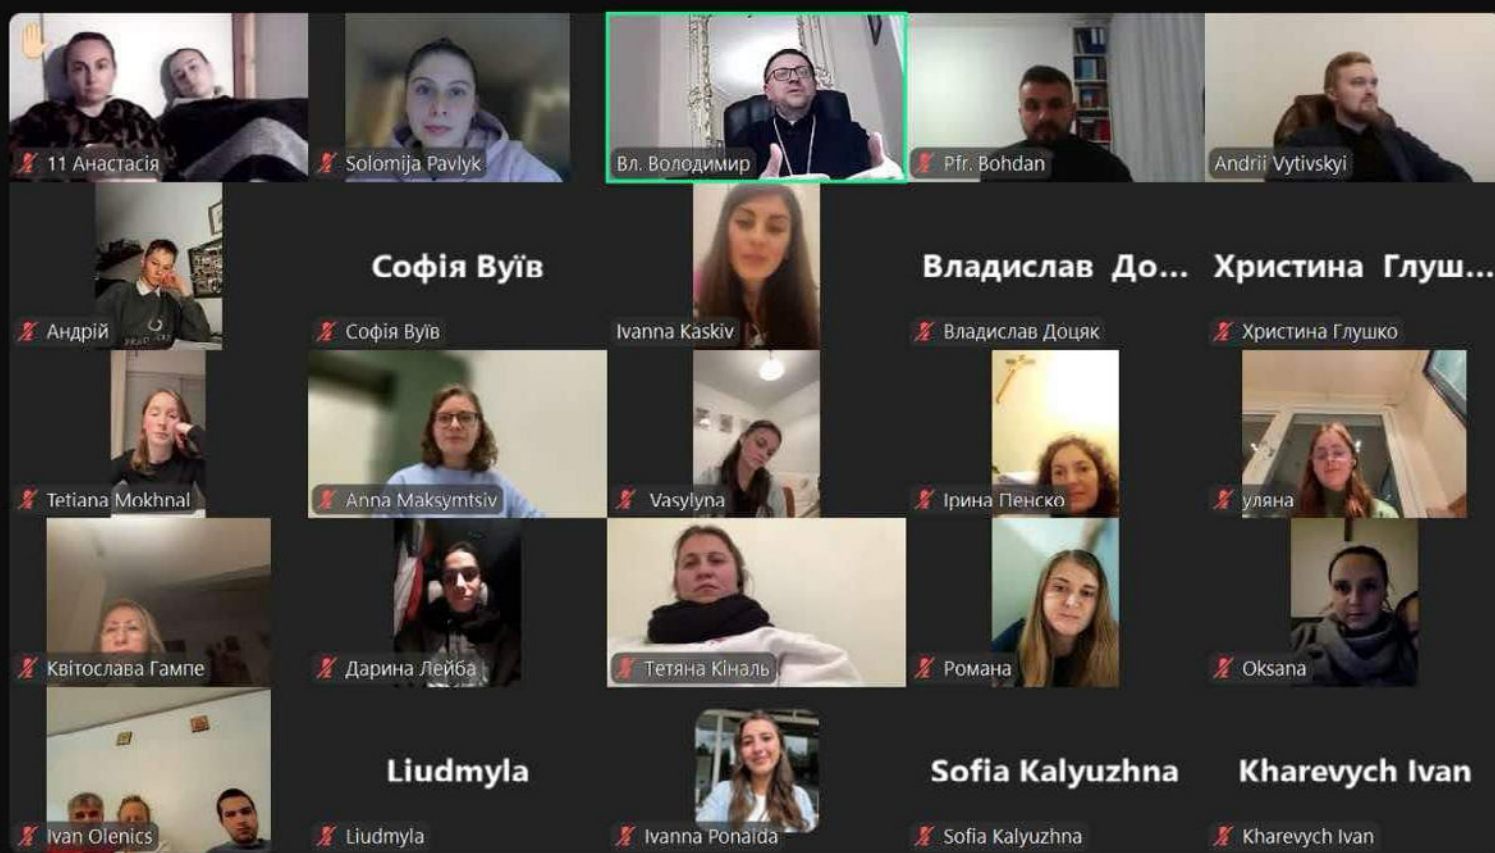 11 Анастасія
Solomija Pavlyk
Вл. Володимир
Pfr. Bohdan
Andrii Vytivskyi
Андрій
Софія Вуїв
Софія Вуїв
Ivanna Kaskiv
Владислав До...
Владислав Доцяк
Христина Глуш...
Христина Глушко
Tetiana Mokhnal
Anna Maksymtsiv
Vasylyna
Ірина Пенско
уляна
Квітослава Гампе
Дарина Лейба
Тетяна Кіналь
Романа
Oksana
Ivan Olenics
Liudmyla
Liudmyla
Ivanna Ponaida
Sofia Kalyuzhna
Sofia Kalyuzhna
Kharevych Ivan
Kharevych Ivan